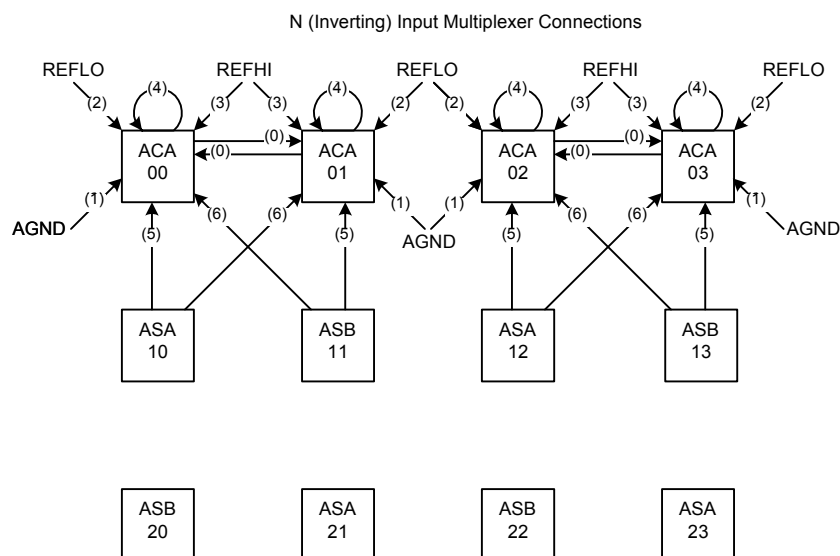 N (Inverting) Input Multiplexer Connections
REFLO REFHI REFLO REFHI REFLO
(4) (4) (4) (4)
(2) (3) (3) (2) (2) (3) (3) (2)
(0) (0)
ACA ACA ACA ACA
(0) (0)
00 01 02 03
(1) (1) (1) (1)
(6) (6) (6) (6)
AGND AGND AGND
(5) (5) (5) (5)
ASA ASB ASA ASB
10 11 12 13
ASB ASA ASB ASA
20 21 22 23